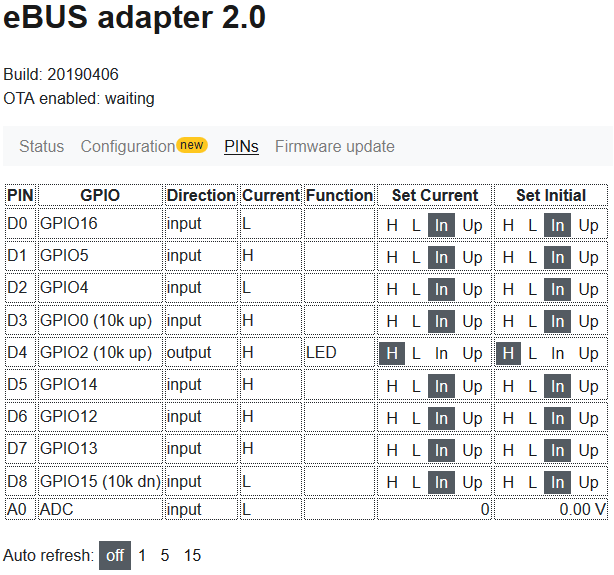 eBUS adapter 2.0
Build: 20190406
OTA enabled: waiting
Status Configuration new PINs Firmware update
PIN GPIO Direction Current Function Set Current Set Initial
D0 GPIO16 input L H L In Up H L In Up
D1 GPIO5 input H H L In Up H L In Up
D2 GPIO4 input L H L In Up H L In Up
D3 GPIO0 (10k up) input H H L In Up H L In Up
D4 GPIO2 (10k up) output H LED H L In Up H L In Up
D5 GPIO14 input H H L In Up H L In Up
D6 GPIO12 input H H L In Up H L In Up
D7 GPIO13 input H H L In Up H L In Up
D8 GPIO15 (10k dn) input L H L In Up H L In Up
A0 ADC input L 0 0.00 V
Auto refresh: off 1 5 15